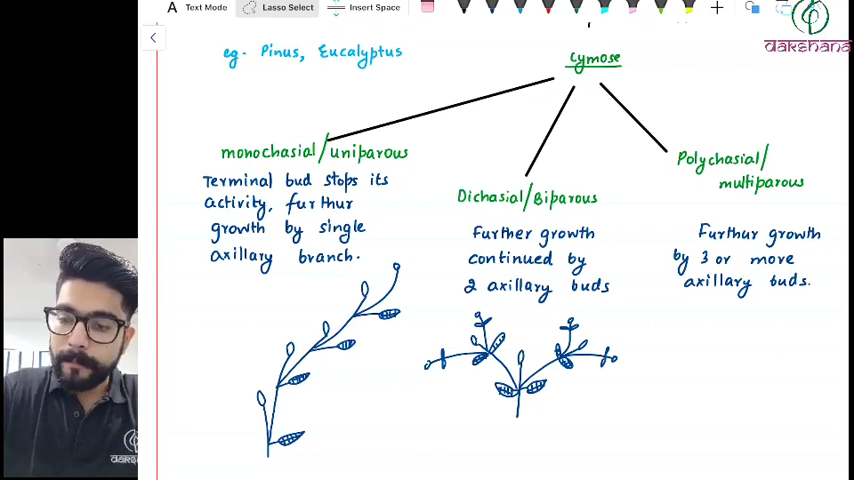 Text Mode
Lasso Select
Insert Space
dakshana
eg. Pinus, Eucalyptus
Cymose
monochasial/uniparous
Terminal bud stops its
activity, furthur
growth by single
axillary branch.
Dichasial/Biparous
Further growth
continued by
2 axillary buds
Polychasial/
multiparous
Furthur growth
by 3 or more
axillary buds.
dakshana